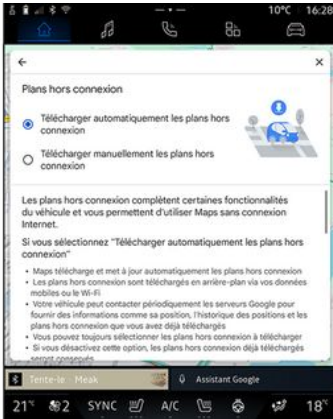 10°C 16:28
Plans hors connexion
Télécharger automatiquement les plans hors
connexion
Télécharger manuellement les plans hors
connexion
Les plans hors connexion complètent certaines fonctionnalités
du véhicule et vous permettent d'utiliser Maps sans connexion
Internet.
Si vous sélectionnez "Télécharger automatiquement les plans hors
connexion"
• Maps télécharge et met à jour automatiquement les plans hors connexion
• Les plans hors connexion sont téléchargés en arrière-plan via vos données
mobiles ou le Wi-Fi
• Votre véhicule peut contacter périodiquement les serveurs Google pour
fournir des informations comme sa position, l'historique des positions et les
plans hors connexion que vous avez déjà téléchargés
• Vous pouvez toujours sélectionner les plans hors connexion à télécharger
• Si vous désactivez cette option, les plans hors connexion déjà téléchargés
seront conservés
Tente-le - Meak
Assistant Google
21° 2 SYNC A/C 18°